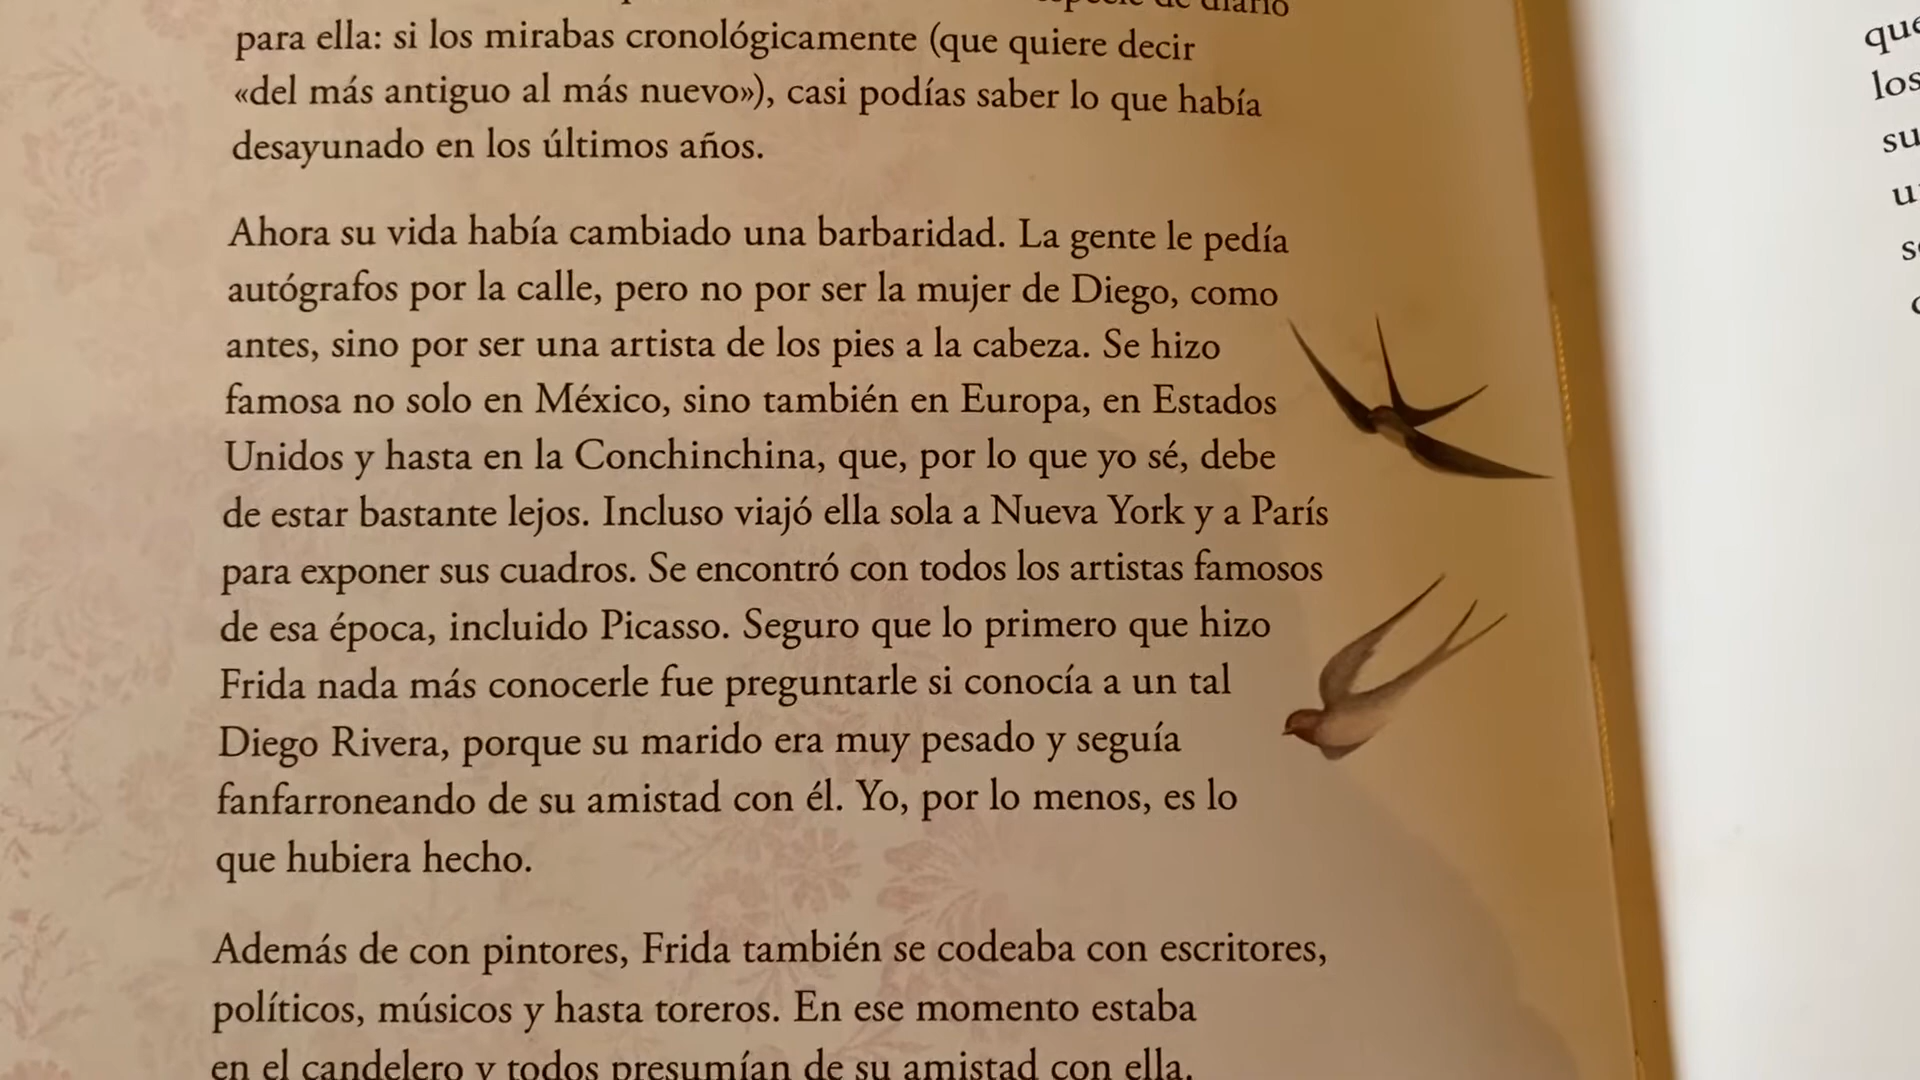 especie de diario
para ella: si los mirabas cronológicamente (que quiere decir
«del más antiguo al más nuevo»), casi podías saber lo que había
desayunado en los últimos años.
Ahora su vida había cambiado una barbaridad. La gente le pedía
autógrafos por la calle, pero no por ser la mujer de Diego, como
antes, sino por ser una artista de los pies a la cabeza. Se hizo
famosa no solo en México, sino también en Europa, en Estados
Unidos y hasta en la Conchinchina, que, por lo que yo sé, debe
de estar bastante lejos. Incluso viajó ella sola a Nueva York y a París
para exponer sus cuadros. Se encontró con todos los artistas famosos
de esa época, incluido Picasso. Seguro que lo primero que hizo
Frida nada más conocerle fue preguntarle si conocía a un tal
Diego Rivera, porque su marido era muy pesado y seguía
fanfarroneando de su amistad con él. Yo, por lo menos, es lo
que hubiera hecho.
Además de con pintores, Frida también se codeaba con escritores,
políticos, músicos y hasta toreros. En ese momento estaba
en el candelero y todos presumían de su amistad con ella.
que
los
su